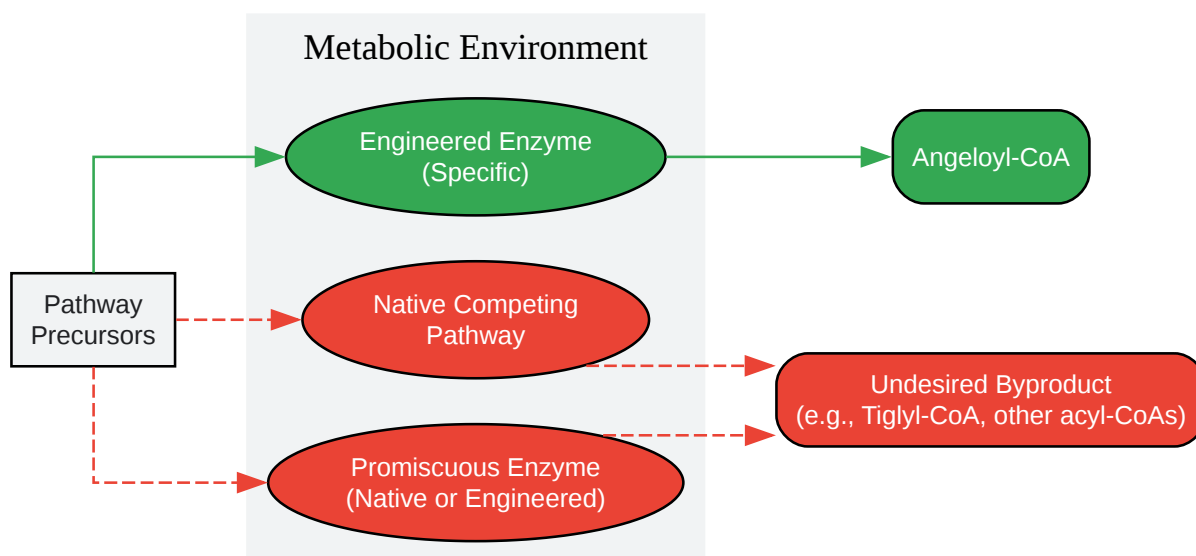 Metabolic Environment
Engineered Enzyme
(Specific)
Angeloyl-CoA
Pathway
Precursors
Native Competing
Pathway
Undesired Byproduct
(e.g., Tiglyl-CoA, other acyl-CoAs)
Promiscuous Enzyme
(Native or Engineered)